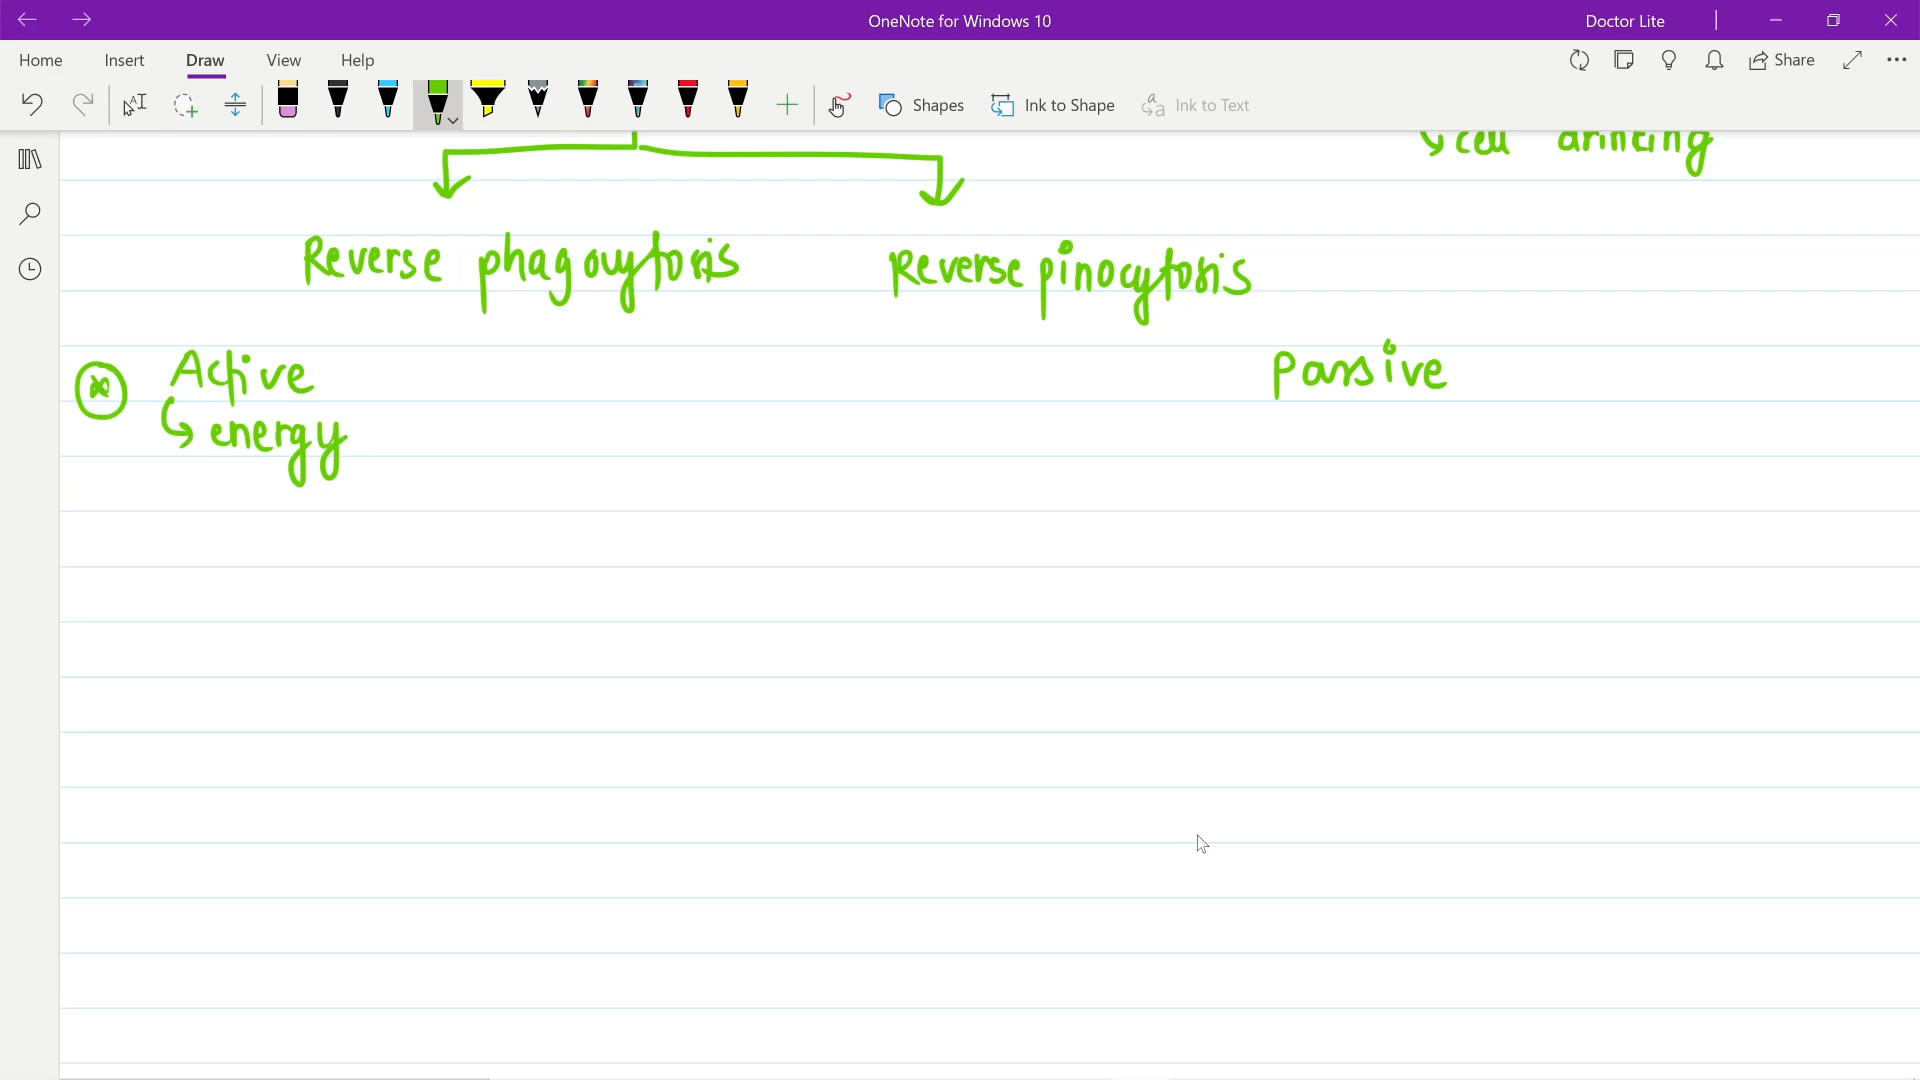 OneNote for Windows 10
Doctor Lite
Home Insert Draw View Help
Share
Shapes Ink to Shape Ink to Text
cell drinking
Reverse phagocytosis Reverse pinocytosis
Active Passive
energy